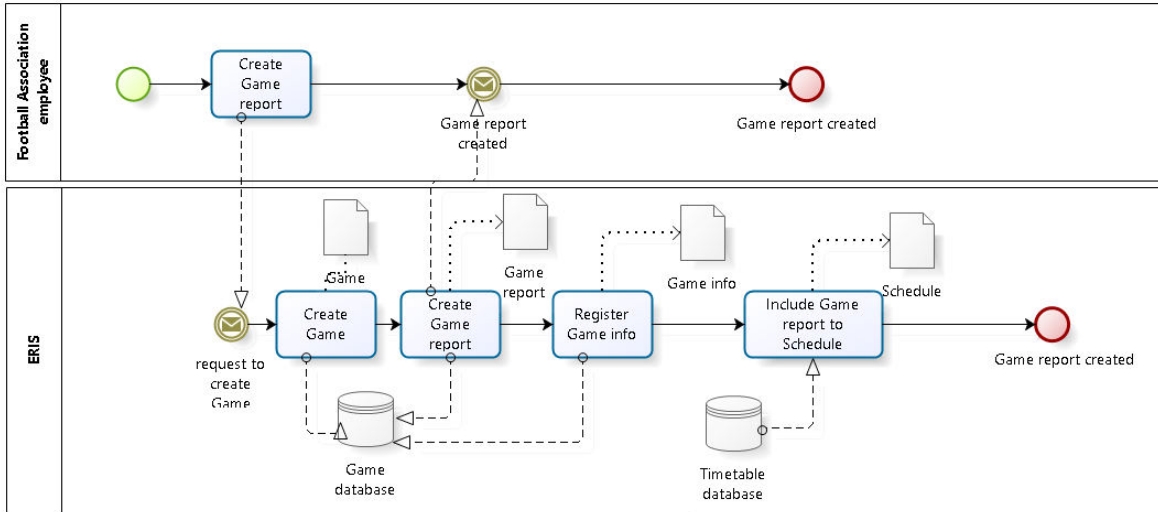 Football Association
employee
Create
Game
report
Game report
created
Game report created
ERIS
Game
Game
report
Game info
Schedule
request to
create
Game
Create
Game
Create
Game
report
Register
Game info
Include Game
report to
Schedule
Game report created
Game
database
Timetable
database